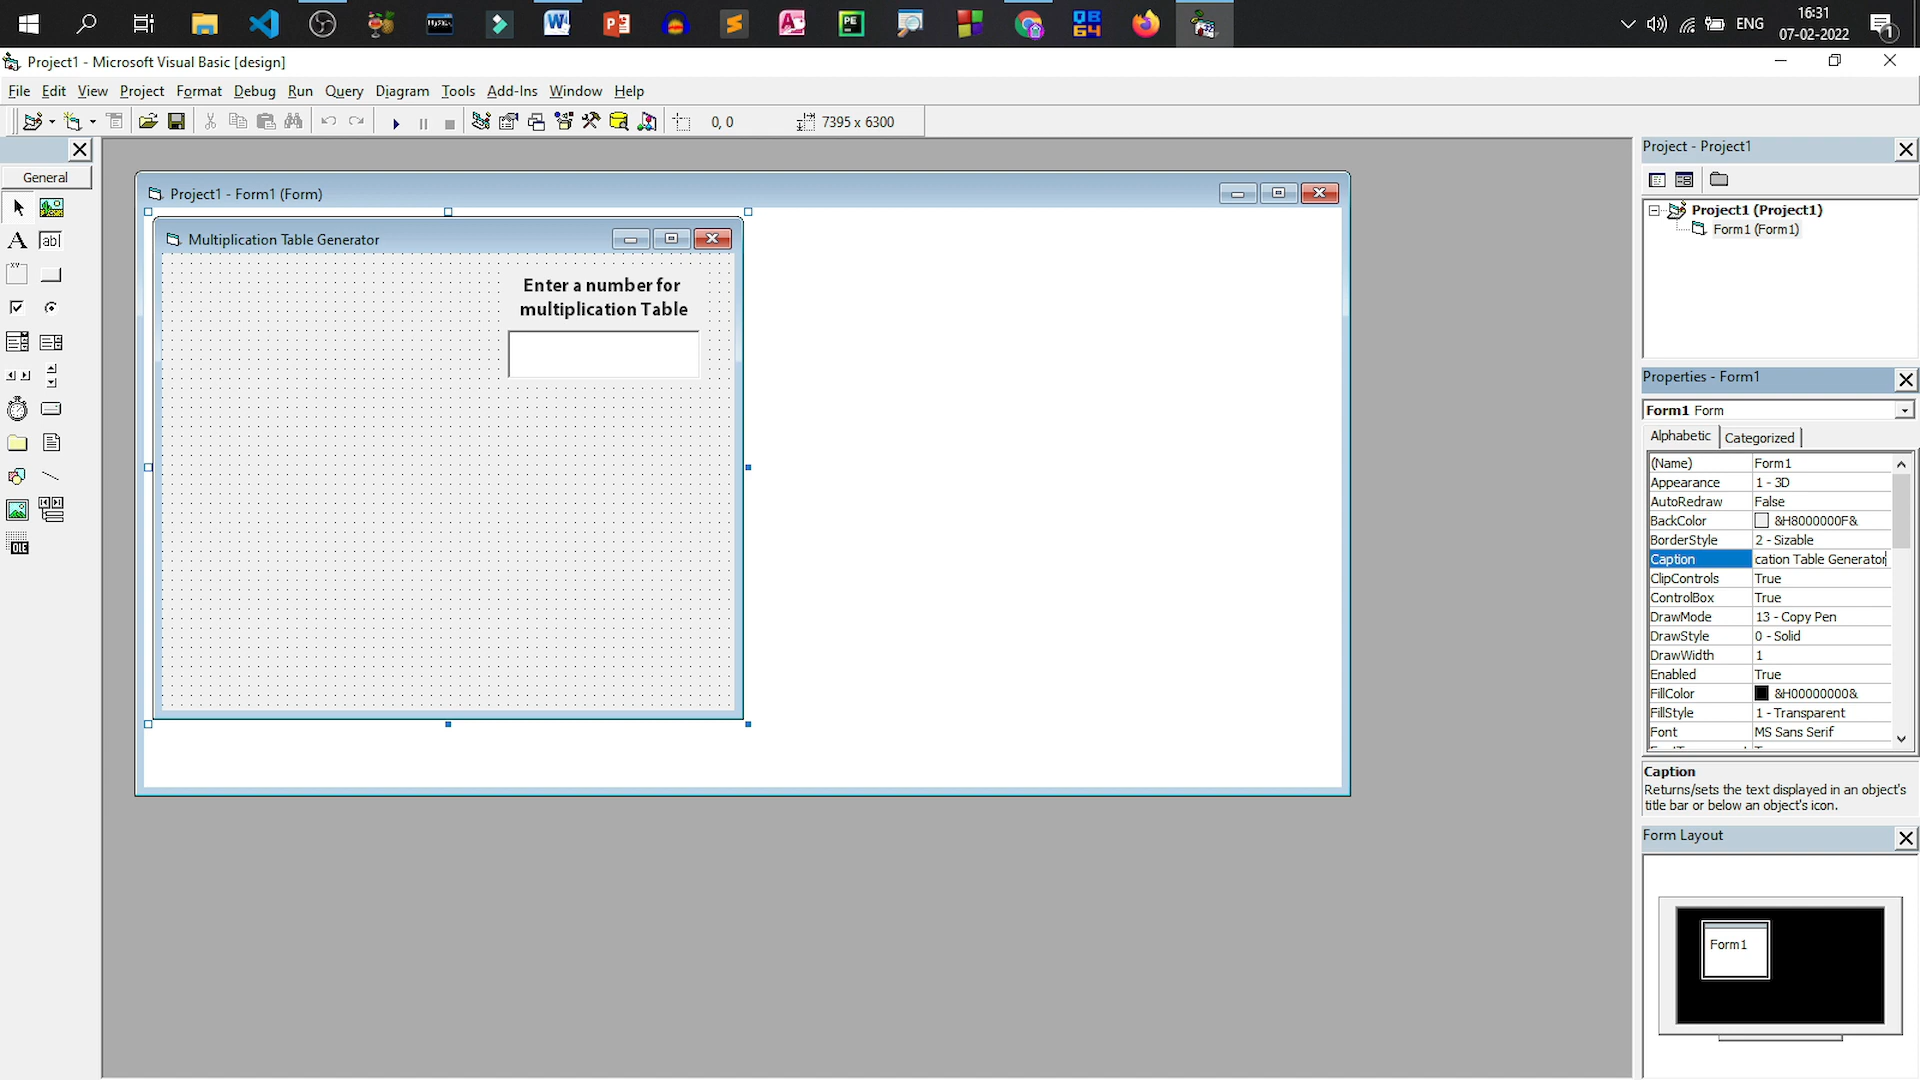 16:31
ENG
07-02-2022
1
Project1 - Microsoft Visual Basic [design]
File Edit View Project Format Debug Run Query Diagram Tools Add-Ins Window Help
0, 0
7395 x 6300
General
A
abl
xv
OLE
Project1 - Form1 (Form)
Multiplication Table Generator
Enter a number for
multiplication Table
Project - Project1
Project1 (Project1)
Form1 (Form1)
Properties - Form1
Form1 Form
Alphabetic Categorized
(Name) Form1
Appearance 1 - 3D
AutoRedraw False
BackColor &H8000000F&
BorderStyle 2 - Sizable
Caption cation Table Generator
ClipControls True
ControlBox True
DrawMode 13 - Copy Pen
DrawStyle 0 - Solid
DrawWidth 1
Enabled True
FillColor &H00000000&
FillStyle 1 - Transparent
Font MS Sans Serif
Caption
Returns/sets the text displayed in an object's
title bar or below an object's icon.
Form Layout
Form1